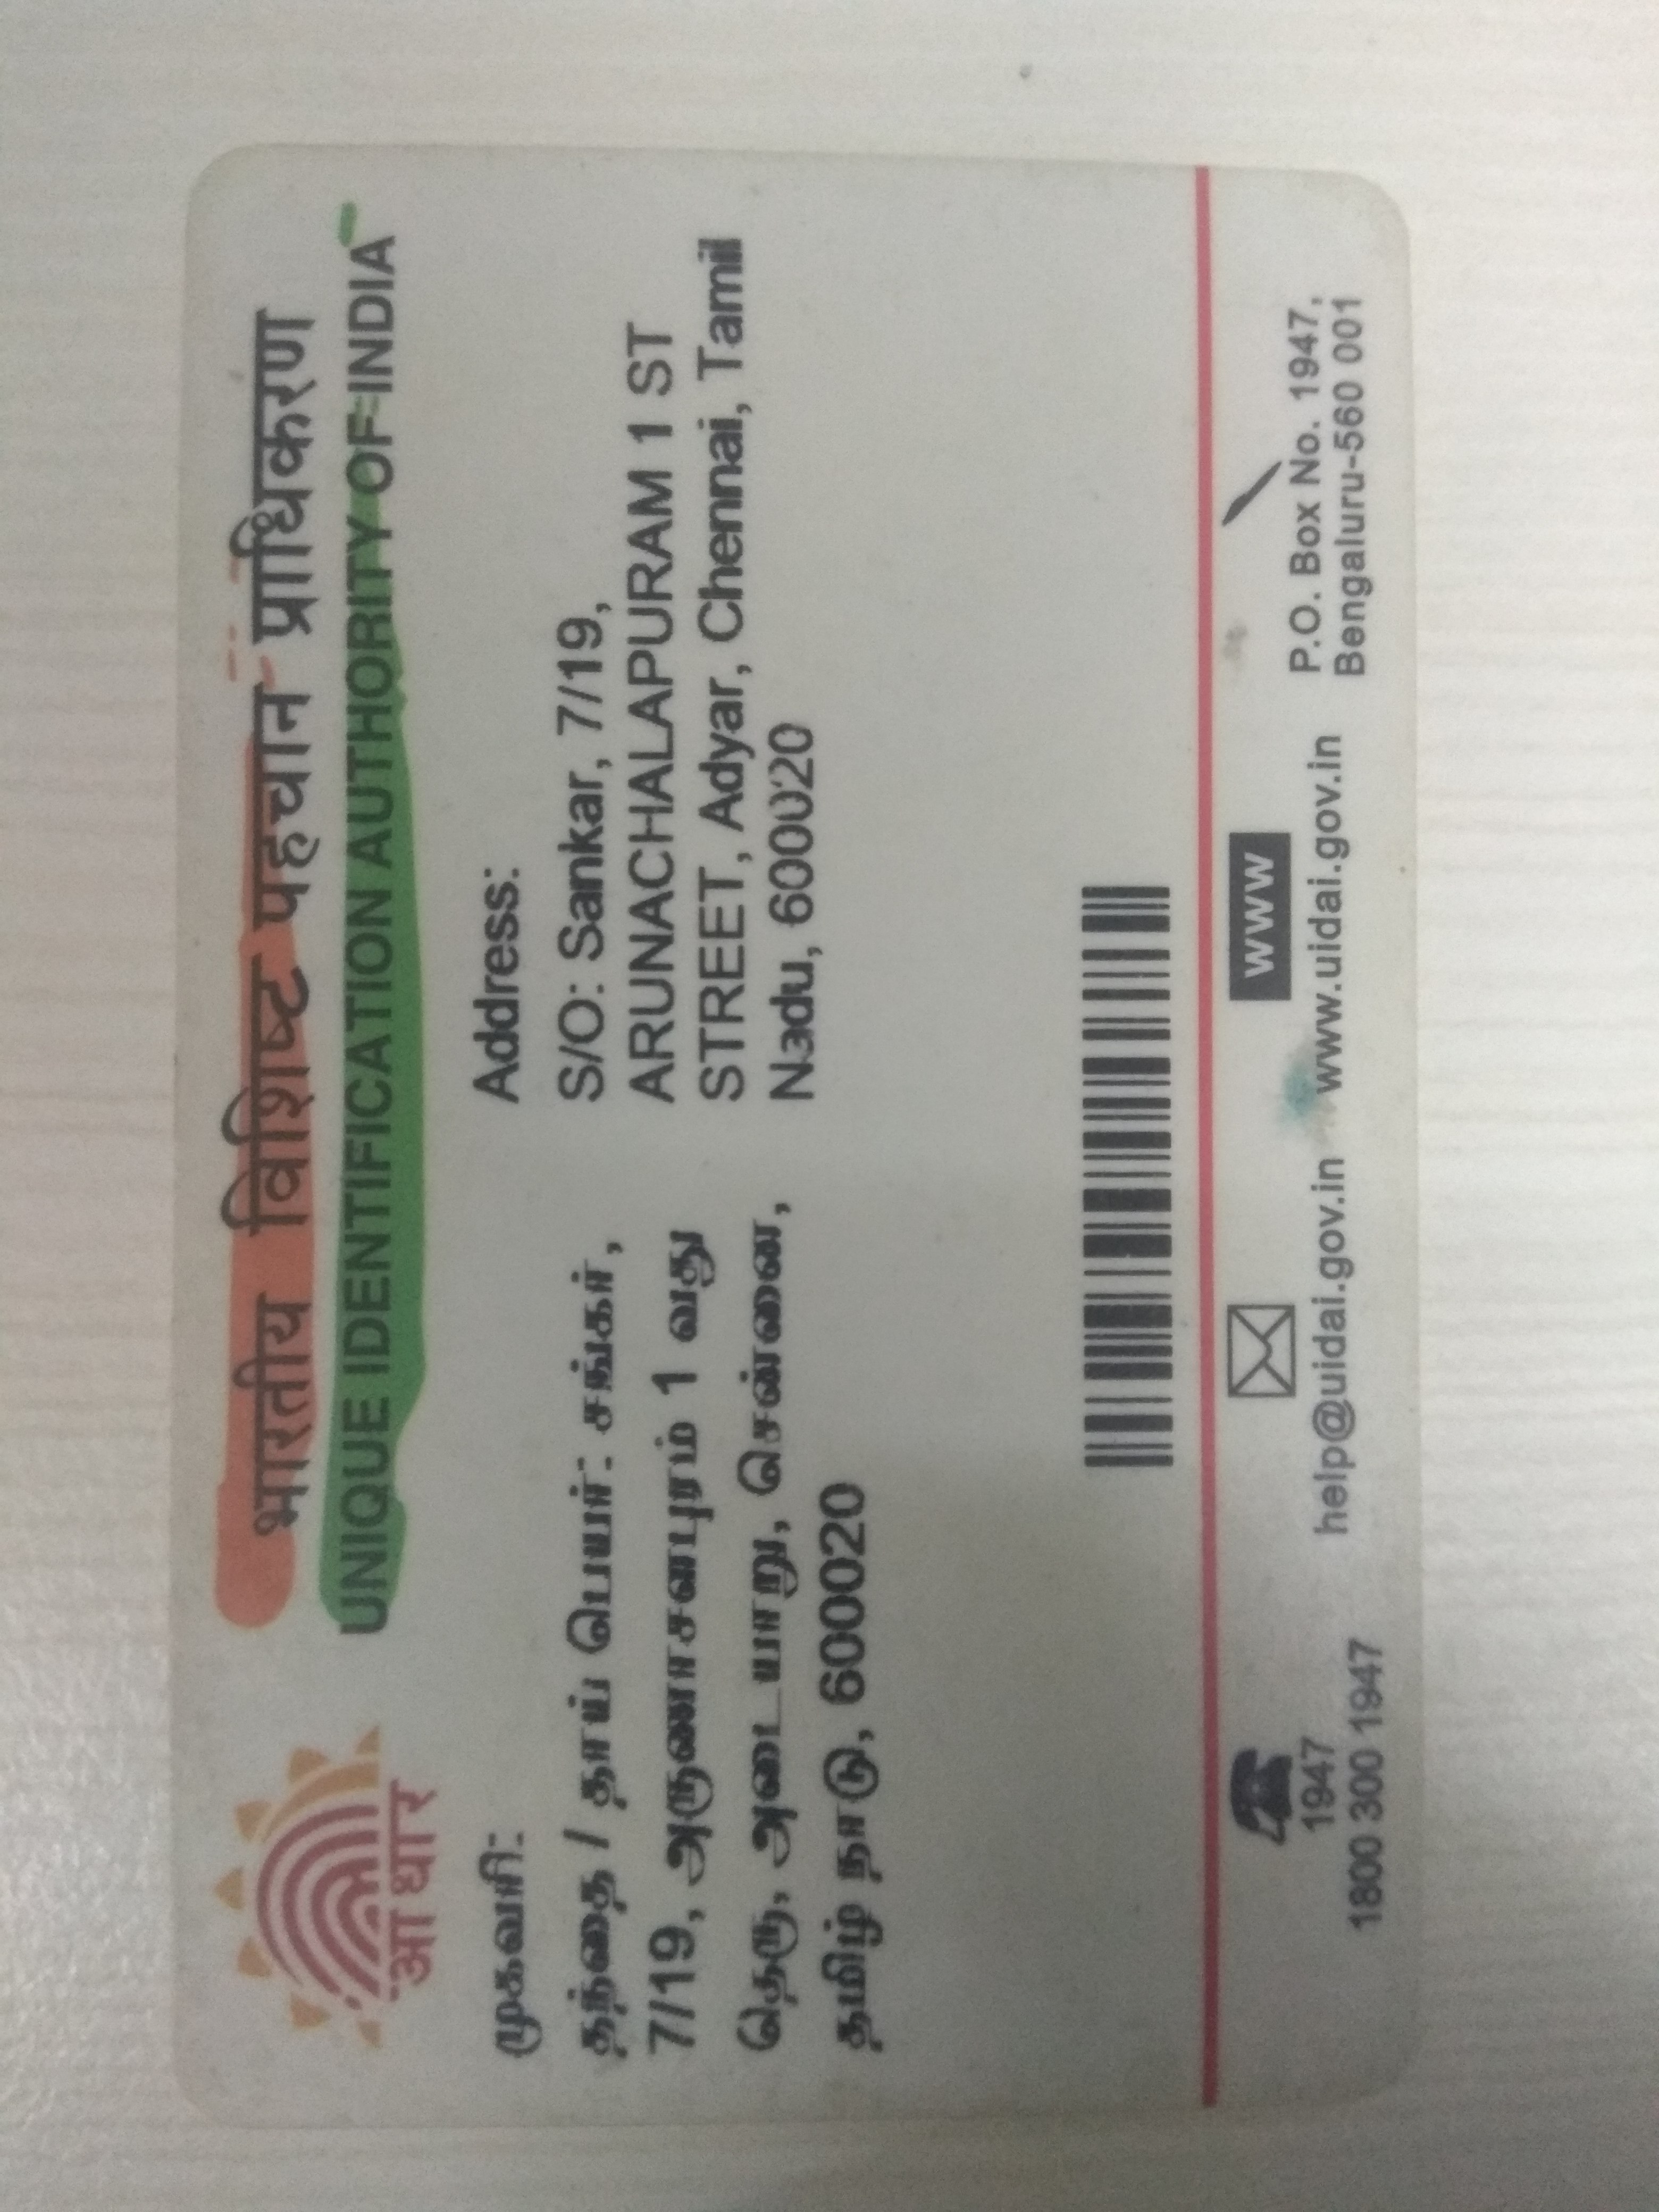 भारतीय विशिष्ट पहचान प्राधिकरण
UNIQUE IDENTIFICATION AUTHORITY OF INDIA
आधार
முகவரி:
தந்தை / தாய் பெயர்: சங்கர்,
7/19, அருணாசலபுரம் 1 வது
தெரு, அடையாறு, சென்னை,
தமிழ் நாடு, 600020
Address:
S/O: Sankar, 7/19,
ARUNACHALAPURAM 1 ST
STREET, Adyar, Chennai, Tamil
Nadu, 600020
1947
1800 300 1947
help@uidai.gov.in
WWW
www.uidai.gov.in
P.O. Box No. 1947,
Bengaluru-560 001